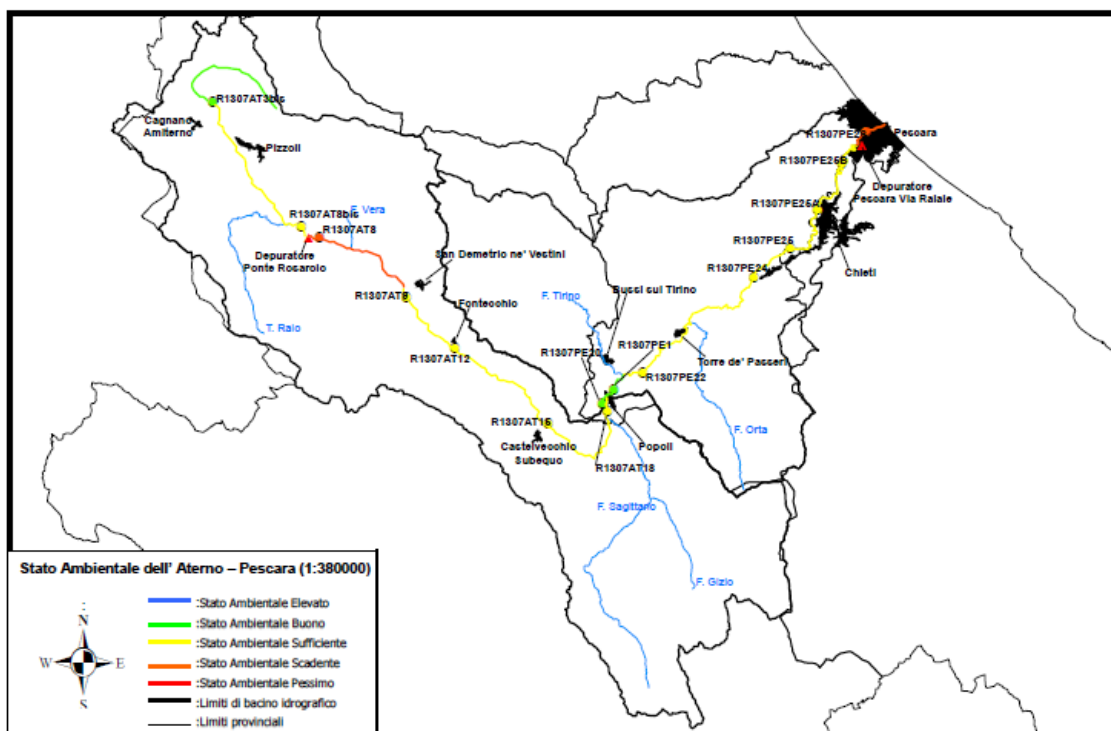 R1307AT3bis
Cagnano
Amiterno
Pizzoli
R1307AT8bis
F. Vera
R1307AT8
Depuratore
Ponte Rosarolo
San Demetrio ne' Vestini
R1307AT9
Fontecchio
T. Raio
R1307AT12
R1307AT15
Castelvecchio
Subequo
F. Tirino
Bussi sul Tirino
R1307PE20
R1307PE1
Torre de' Passeri
R1307PE22
Popoli
R1307AT18
F. Orta
F. Sagittario
F. Gizio
Pescara
R1307PE25B
Depuratore
Pescara Via Raiale
R1307PE25A
R1307PE25
R1307PE24
Chieti
Stato Ambientale dell' Aterno – Pescara (1:380000)
:
N
W
E
S
:Stato Ambientale Elevato
:Stato Ambientale Buono
:Stato Ambientale Sufficiente
:Stato Ambientale Scadente
:Stato Ambientale Pessimo
:Limiti di bacino idrografico
:Limiti provinciali